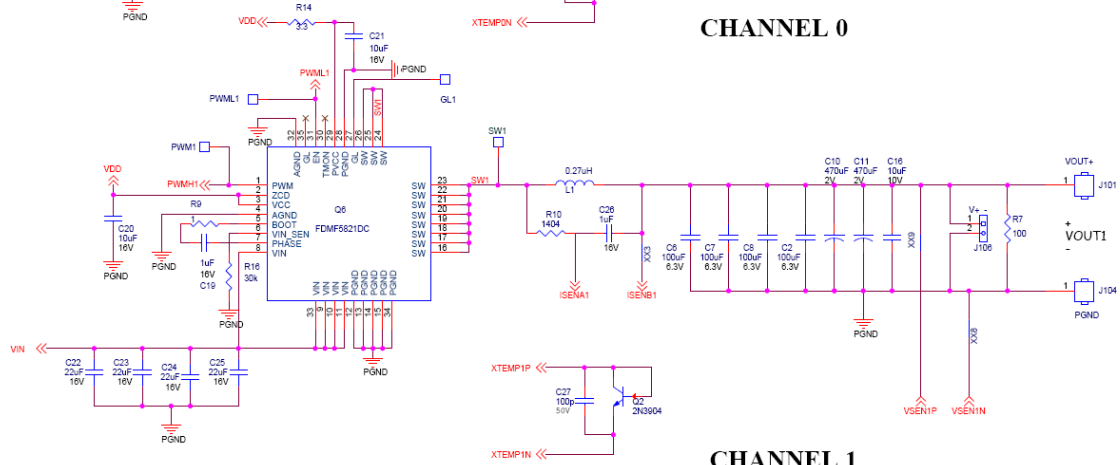 PGND
R14
3.3
VDD
C21
10uF
16V
PGND
XTEMP0N
CHANNEL 0
PWML1
PWML1
GL1
SW1
PGND
32 35 31 30 29 28 27 26 25 24
AGND GL EN TMON PVCC PGND GL SW SW SW
PWM1
PWMH1
VDD
C20
10uF
16V
PGND
R9
1
1uF
16V
C19
PGND
R16
30k
PGND
1 PWM
2 ZCD
3 VCC
4 AGND
5 BOOT
6 VIN_SEN
7 PHASE
8 VIN
Q6
FDMF5821DC
SW 23
SW 22
SW 21
SW 20
SW 19
SW 18
SW 17
SW 16
VIN VIN VIN VIN PGND PGND PGND PGND PGND
33 9 10 11 12 13 14 15 34
PGND
SW1
SW1
0.27uH
L1
R10
1404
C26
1uF
16V
XX3
ISENA1
ISENB1
C6
100uF
6.3V
C7
100uF
6.3V
C8
100uF
6.3V
C2
100uF
6.3V
C10
470uF
2V
C11
470uF
2V
C16
10uF
10V
PGND
XX9
V+ -
1
2
J106
R7
100
VOUT+
1
J101
+
VOUT1
-
1
J104
PGND
XX8
VSEN1P
VSEN1N
VIN
C22
22uF
16V
C23
22uF
16V
C24
22uF
16V
C25
22uF
16V
PGND
XTEMP1P
C27
100p
50V
Q2
2N3904
XTEMP1N
CHANNEL 1